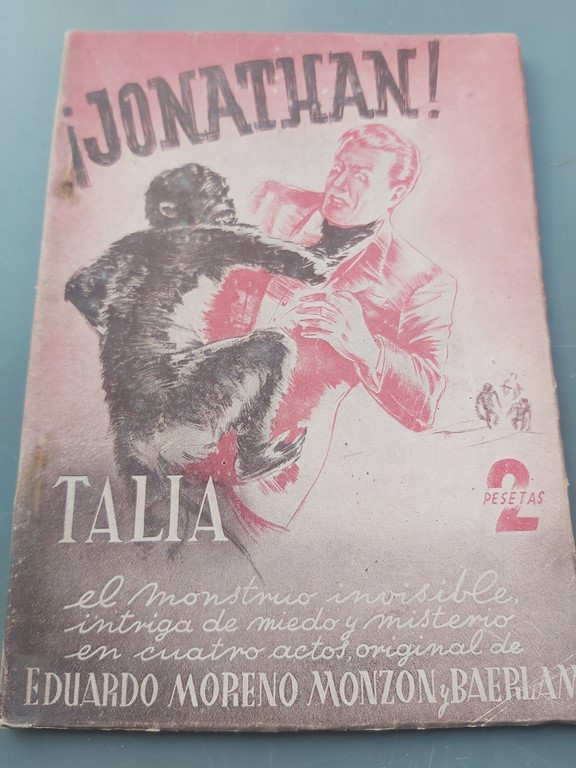 ¡JONATHAN!
TALIA
2
PESETAS
el monstruo invisible,
intriga de miedo y misterio
en cuatro actos, original de
EDUARDO MORENO MONZON y BAERLAN